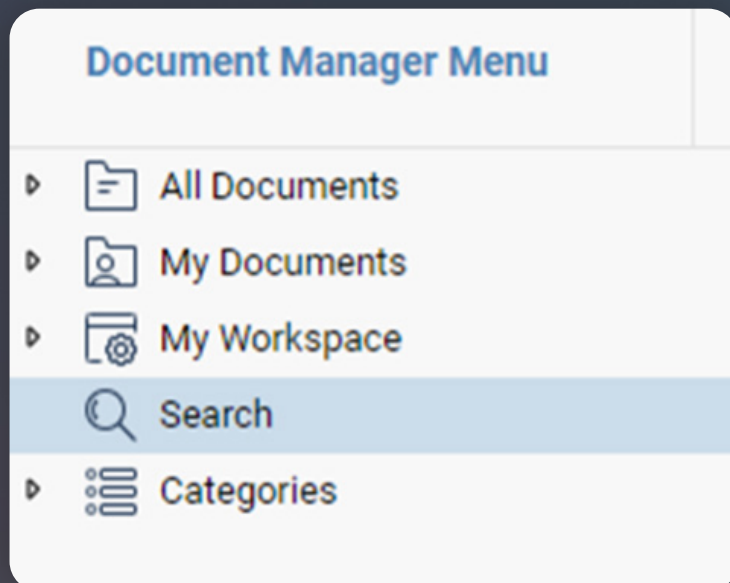 Document Manager Menu
All Documents
My Documents
My Workspace
Search
Categories